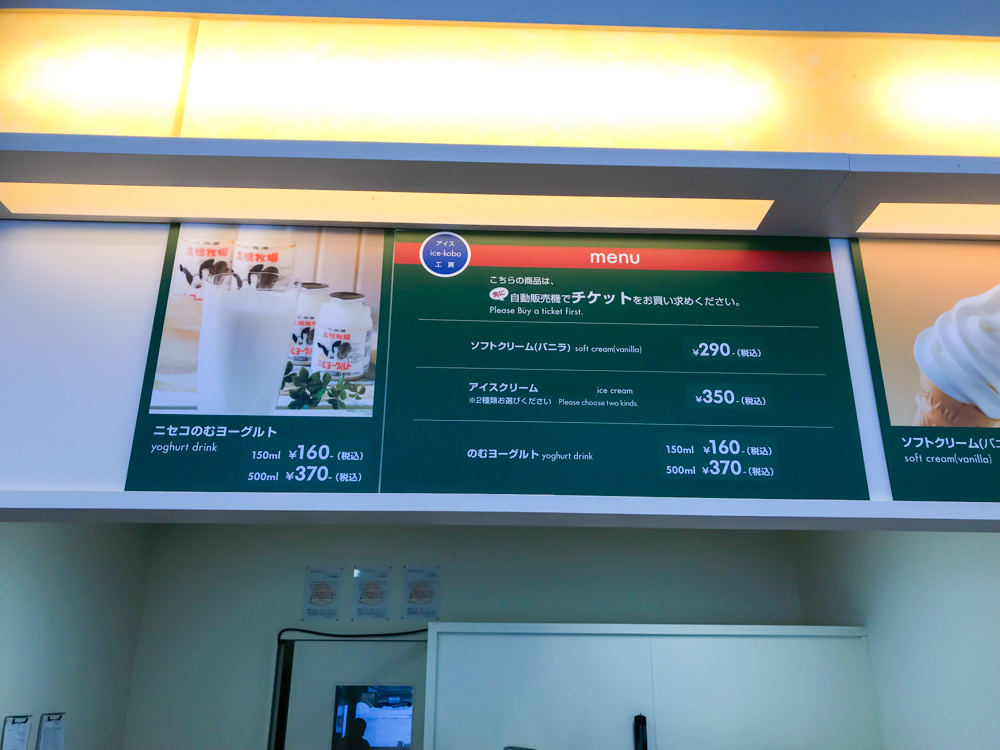 アイス
ice-kobo
工 房
menu
こちらの商品は、
先に 自動販売機でチケットをお買い求めください。
Please Buy a ticket first.
ソフトクリーム(バニラ) soft cream(vanilla) ¥290-(税込)
アイスクリーム ice cream ¥350-(税込)
※2種類お選びください Please choose two kinds.
のむヨーグルト yoghurt drink 150ml ¥160-(税込)
500ml ¥370-(税込)
ニセコのむヨーグルト
yoghurt drink 150ml ¥160-(税込)
500ml ¥370-(税込)
ソフトクリーム(バニ
soft cream(vanilla)